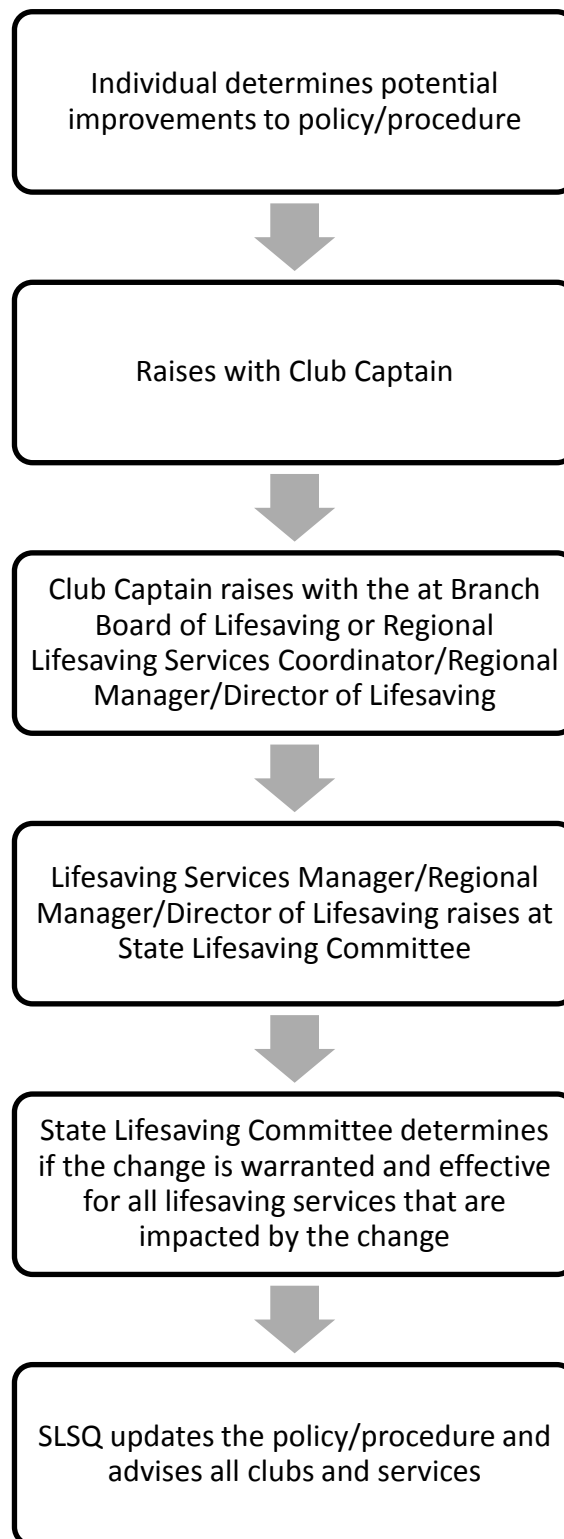 Individual determines potential
improvements to policy/procedure
Raises with Club Captain
Club Captain raises with the at Branch
Board of Lifesaving or Regional
Lifesaving Services Coordinator/Regional
Manager/Director of Lifesaving
Lifesaving Services Manager/Regional
Manager/Director of Lifesaving raises at
State Lifesaving Committee
State Lifesaving Committee determines
if the change is warranted and effective
for all lifesaving services that are
impacted by the change
SLSQ updates the policy/procedure and
advises all clubs and services